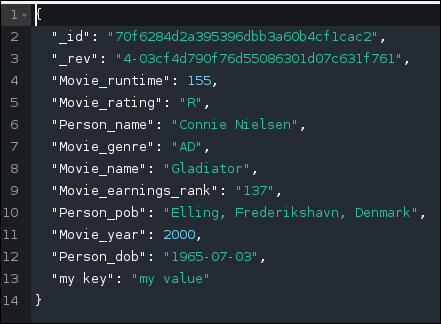 1 {
2 "_id": "70f6284d2a395396dbb3a60b4cf1cac2",
3 "_rev": "4-03cf4d790f76d55086301d07c631f761",
4 "Movie_runtime": 155,
5 "Movie_rating": "R",
6 "Person_name": "Connie Nielsen",
7 "Movie_genre": "AD",
8 "Movie_name": "Gladiator",
9 "Movie_earnings_rank": "137",
10 "Person_pob": "Elling, Frederikshavn, Denmark",
11 "Movie_year": 2000,
12 "Person_dob": "1965-07-03",
13 "my key": "my value"
14 }